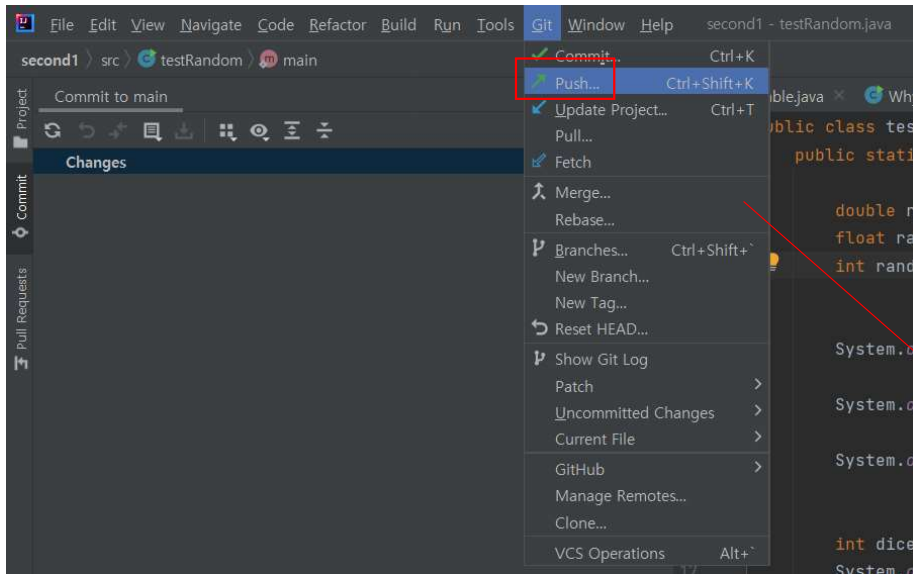 File Edit View Navigate Code Refactor Build Run Tools Git Window Help second1 - testRandom.java
second1 〉 src 〉 testRandom 〉 main
Commit... Ctrl+K
Push... Ctrl+Shift+K
Update Project... Ctrl+T
Pull...
Fetch
Merge...
Rebase...
Branches... Ctrl+Shift+`
New Branch...
New Tag...
Reset HEAD...
Show Git Log
Patch
Uncommitted Changes
Current File
GitHub
Manage Remotes...
Clone...
VCS Operations Alt+`
Project
Commit
Pull Requests
Commit to main
Changes
ble.java
Wh
blic class tes
public stati
double r
float ra
int rand
System.o
System.o
System.o
int dice
System.o